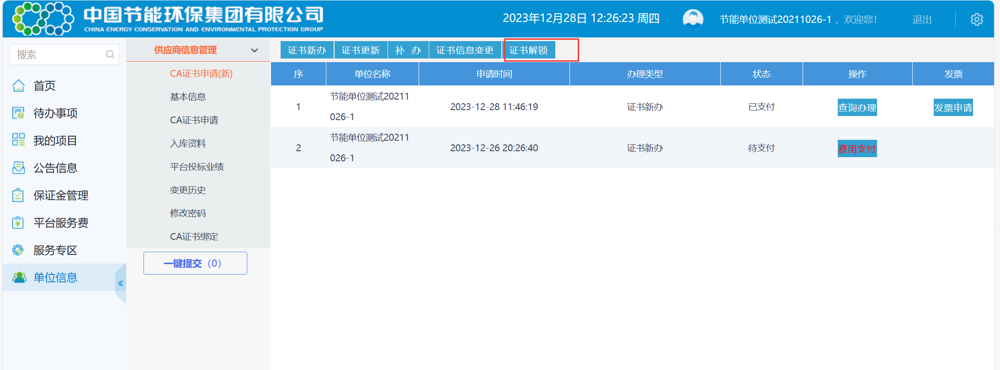 中国节能环保集团有限公司
CHINA ENERGY CONSERVATION AND ENVIRONMENTAL PROTECTION GROUP
2023年12月28日 12:26:23 周四
节能单位测试20211026-1 , 欢迎您!
退出
搜索
首页
待办事项
我的项目
公告信息
保证金管理
平台服务费
服务专区
单位信息
«
供应商信息管理
CA证书申请(新)
基本信息
CA证书申请
入库资料
平台投标业绩
变更历史
修改密码
CA证书绑定
一键提交（0）
证书新办 证书更新 补 办 证书信息变更 证书解锁
序 单位名称 申请时间 办理类型 状态 操作 发票
1 节能单位测试20211
026-1 2023-12-28 11:46:19 证书新办 已支付 查询办理 发票申请
2 节能单位测试20211
026-1 2023-12-26 20:26:40 证书新办 待支付 费用支付